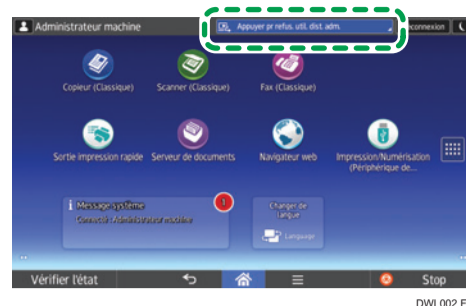 Administrateur machine
Appuyer pr refus. util. dist. adm.
connexion
Copieur (Classique)
Scanner (Classique)
Fax (Classique)
Sortie impression rapide
Serveur de documents
Navigateur web
Impression/Numérisation
(Périphérique de...
Message système
1
Connecté : Administrateur machine
Changer de
langue
Language
Vérifier l'état
Stop